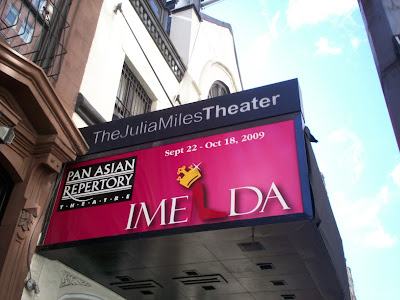 TheJuliaMilesTheater
Sept 22 - Oct 18, 2009
PAN ASIAN
REPERTORY
THEATRE
IMELDA